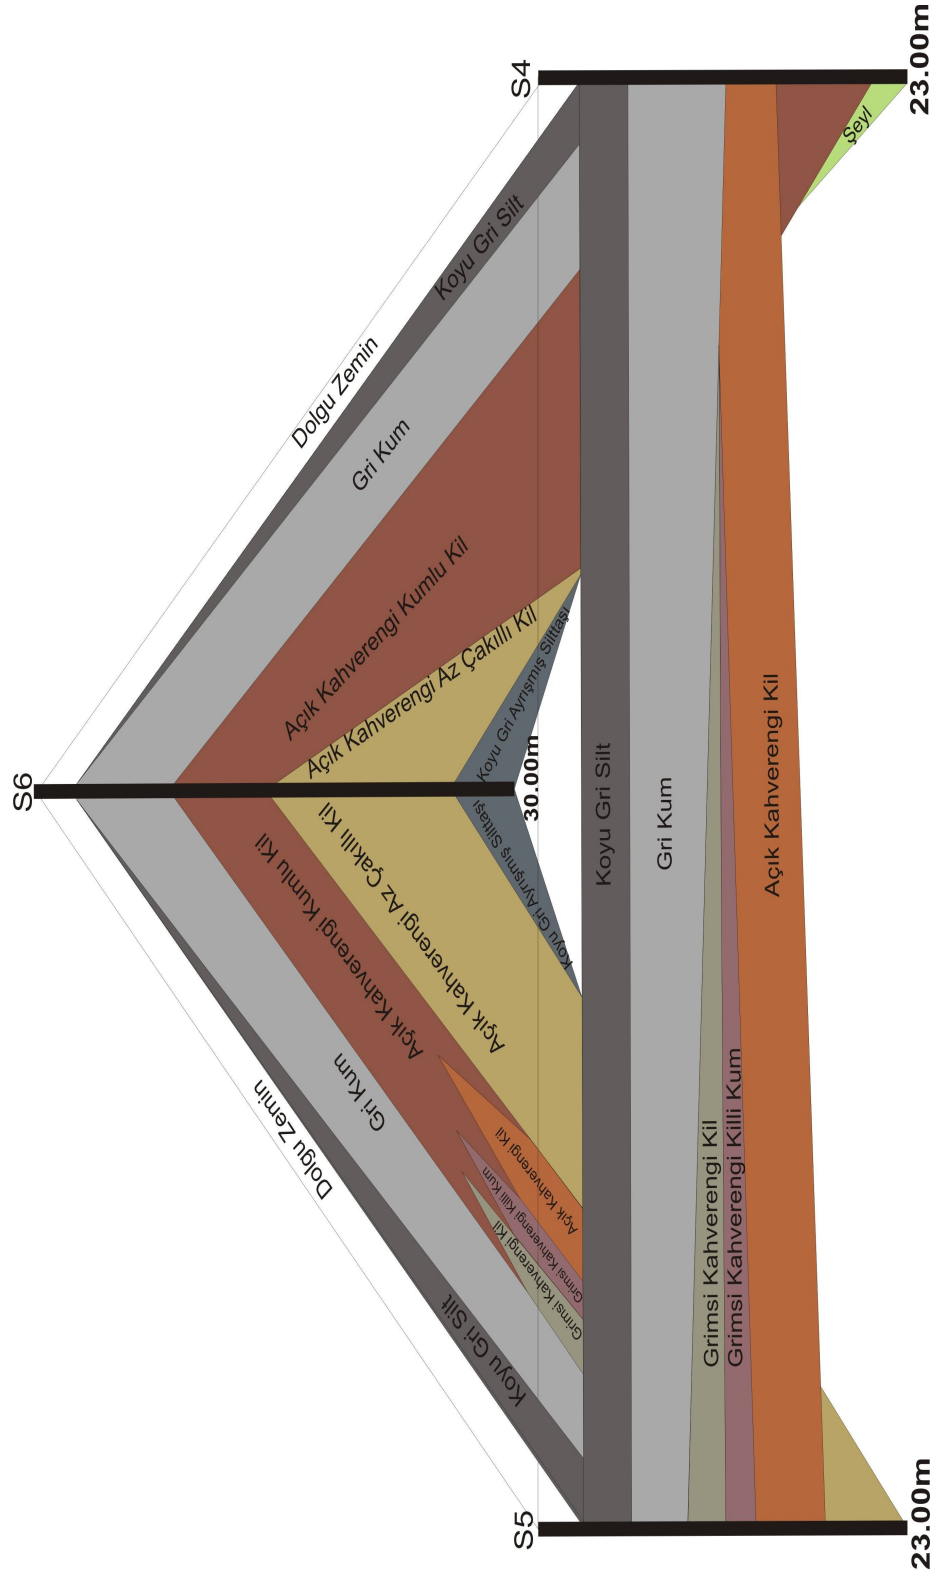 S6
S4
S5
23.00m
23.00m
30.00m
Dolgu Zemin
Koyu Gri Silt
Gri Kum
Açık Kahverengi Kumlu Kil
Açık Kahverengi Az Çakıllı Kil
Koyu Gri Ayrışmış Silttaşı
Şeyl
Dolgu Zemin
Koyu Gri Silt
Gri Kum
Açık Kahverengi Kumlu Kil
Açık Kahverengi Az Çakıllı Kil
Koyu Gri Ayrışmış Silttaşı
Açık Kahverengi Kil
Grimsi Kahverengi Killi Kum
Grimsi Kahverengi Kil
Koyu Gri Silt
Gri Kum
Grimsi Kahverengi Kil
Grimsi Kahverengi Killi Kum
Açık Kahverengi Kil